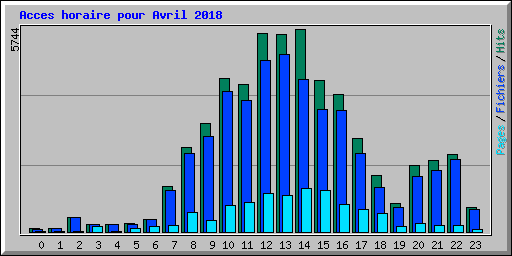 Acces horaire pour Avril 2018
5744
Pages / Fichiers / Hits
0 1 2 3 4 5 6 7 8 9 10 11 12 13 14 15 16 17 18 19 20 21 22 23